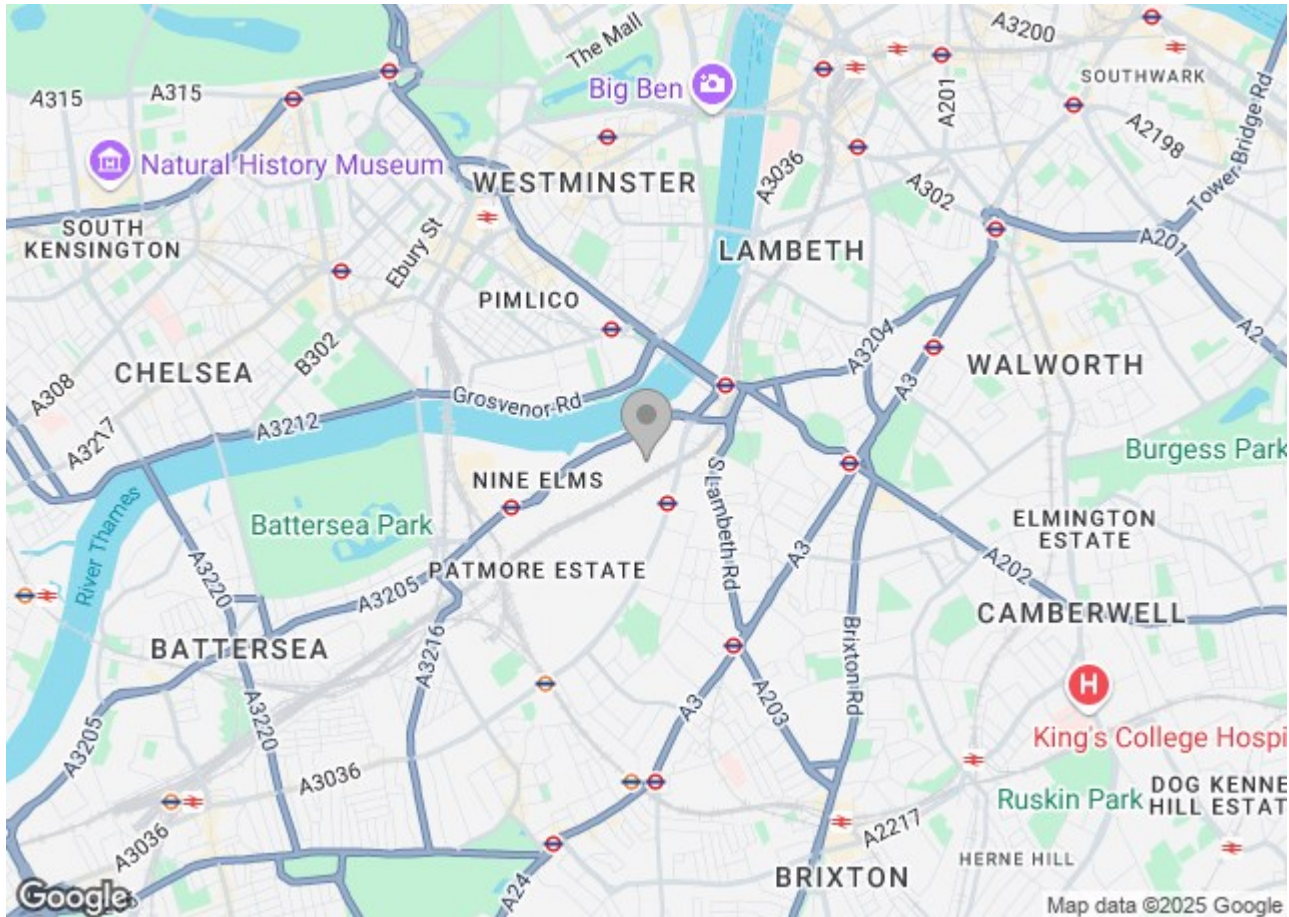 The Mall
A3200
A315
A315
Big Ben
SOUTHWARK
A201
A2198
Tower Bridge Rd
Natural History Museum
WESTMINSTER
A3036
A302
SOUTH
KENSINGTON
Ebury St
LAMBETH
A201
PIMLICO
A2
B302
A3204
CHELSEA
WALWORTH
A308
Grosvenor Rd
A3
A3212
A3217
Burgess Park
NINE ELMS
S Lambeth Rd
Battersea Park
ELMINGTON
ESTATE
River Thames
A3220
A3
A202
PATMORE ESTATE
A3205
CAMBERWELL
BATTERSEA
A3216
Brixton Rd
H
A3220
A3
A203
A3205
King's College Hospi
A3036
DOG KENNE
HILL ESTAT
Ruskin Park
A3036
A2217
HERNE HILL
BRIXTON
A24
Google
Map data ©2025 Google